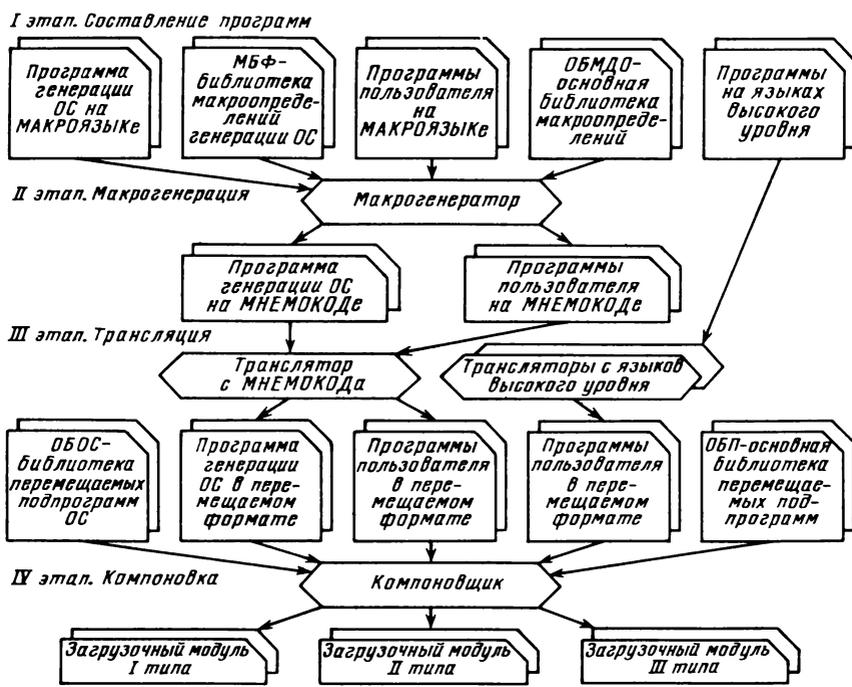 I этап. Составление программ
Программа
генерации
ОС на
МАКРОЯЗЫКе
МБФ-
библиотека
макроопреде-
лений
генерации ОС
Программы
пользователя
на
МАКРОЯЗЫКе
ОБМДО-
основная
библиотека
макроопреде-
лений
Программы
на языках
высокого
уровня
II этап. Макрогенерация
Макрогенератор
Программа
генерации ОС
на МНЕМОКОДе
Программы
пользователя
на МНЕМОКОДе
III этап. Трансляция
Транслятор
с МНЕМОКОДа
Трансляторы с языков
высокого уровня
ОБОС-
библиотека
перемещаемых
подпрограмм
ОС
Программа
генерации
ОС в пере-
мещаемом
формате
Программы
пользователя
в пере-
мещаемом
формате
Программы
пользователя
в пере-
мещаемом
формате
ОБП-основная
библиотека
перемещае-
мых под-
программ
IV этап. Компоновка
Компоновщик
Загрузочный модуль
I типа
Загрузочный модуль
II типа
Загрузочный модуль
III типа